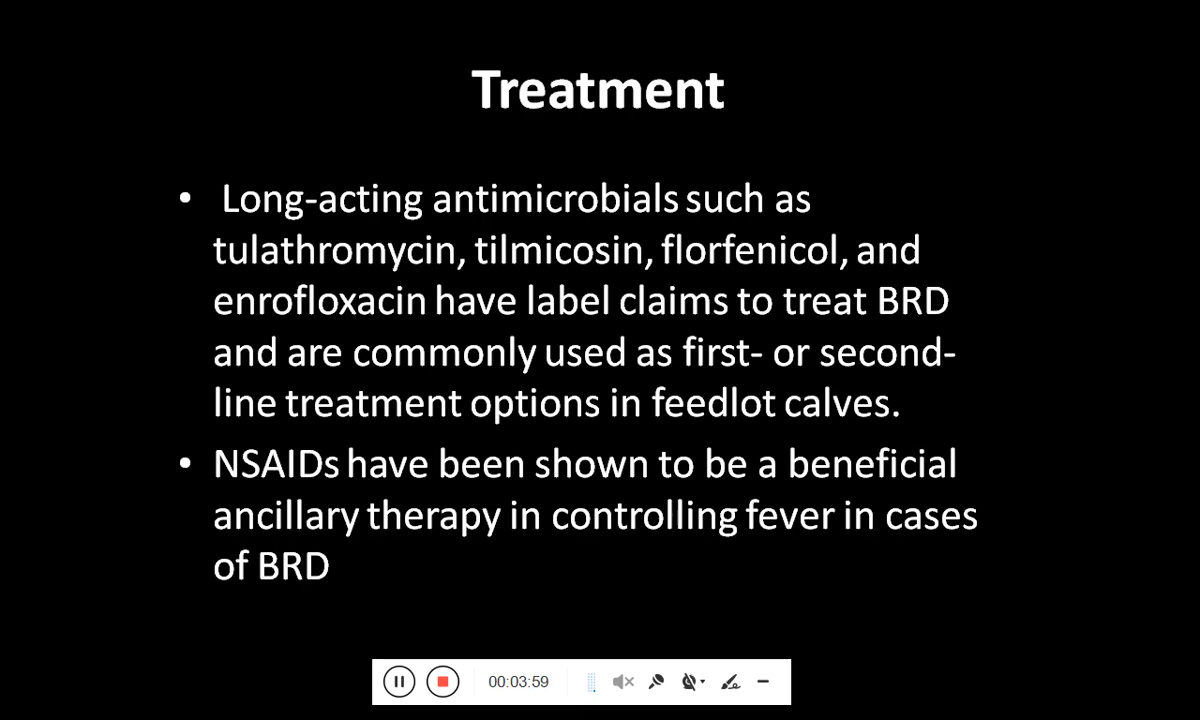 Treatment
• Long-acting antimicrobials such as
tulathromycin, tilmicosin, florfenicol, and
enrofloxacin have label claims to treat BRD
and are commonly used as first- or second-
line treatment options in feedlot calves.
• NSAIDs have been shown to be a beneficial
ancillary therapy in controlling fever in cases
of BRD
00:03:59